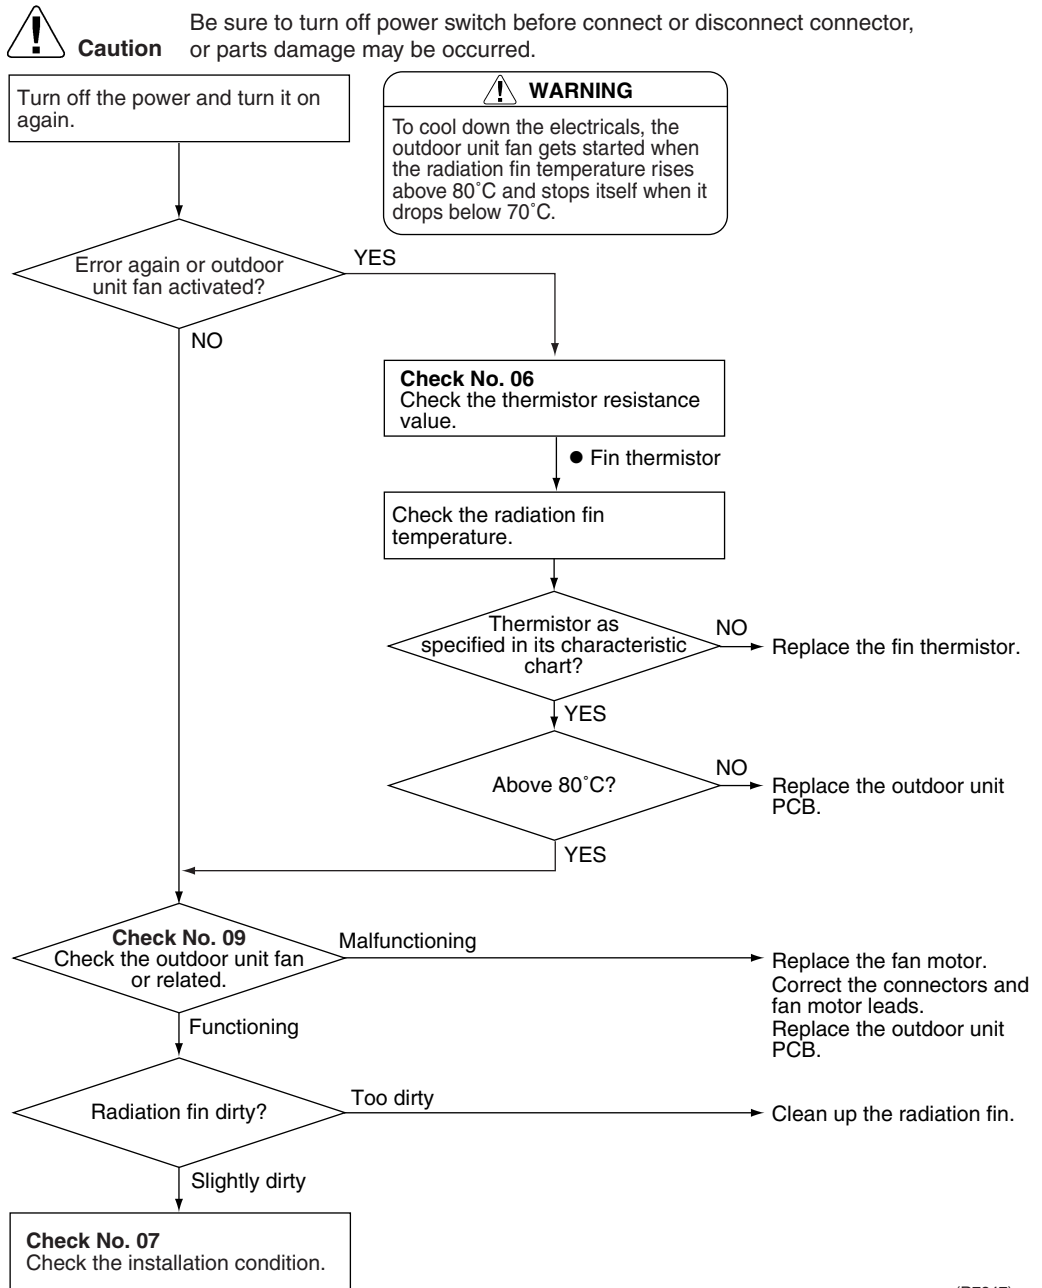 Be sure to turn off power switch before connect or disconnect connector,
Caution or parts damage may be occurred.
Turn off the power and turn it on
again.
WARNING
To cool down the electricals, the
outdoor unit fan gets started when
the radiation fin temperature rises
above 80˚C and stops itself when it
drops below 70˚C.
Error again or outdoor
unit fan activated?
YES
NO
Check No. 06
Check the thermistor resistance
value.
● Fin thermistor
Check the radiation fin
temperature.
Thermistor as
specified in its characteristic
chart?
NO
Replace the fin thermistor.
YES
Above 80˚C?
NO
Replace the outdoor unit
PCB.
YES
Check No. 09
Check the outdoor unit fan
or related.
Malfunctioning
Replace the fan motor.
Correct the connectors and
fan motor leads.
Replace the outdoor unit
PCB.
Functioning
Radiation fin dirty?
Too dirty
Clean up the radiation fin.
Slightly dirty
Check No. 07
Check the installation condition.